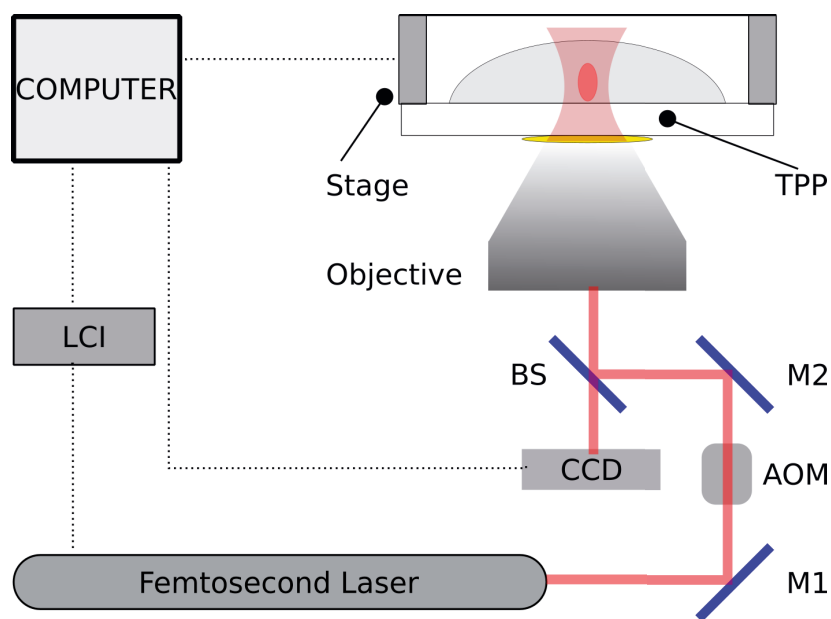 COMPUTER
Stage
TPP
Objective
LCI
BS
M2
CCD
AOM
Femtosecond Laser
M1